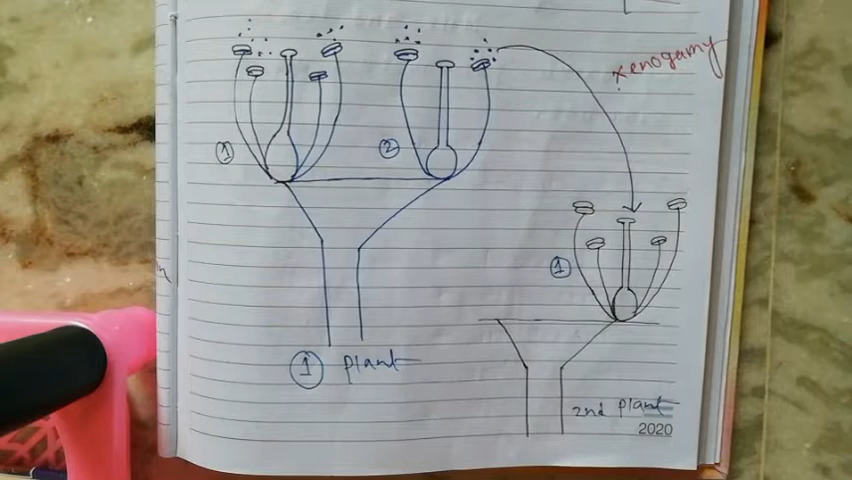 xenogamy
①
②
①
① plant
2nd plant
2020